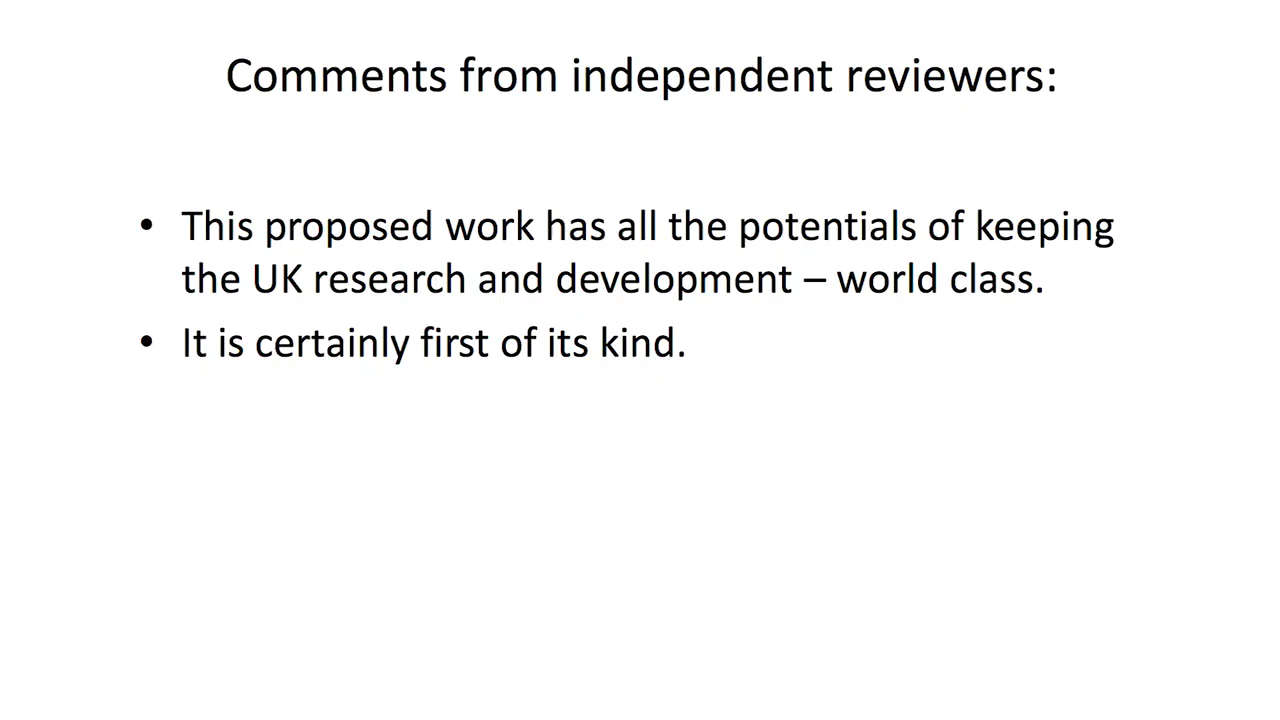 Comments from independent reviewers:
• This proposed work has all the potentials of keeping
the UK research and development – world class.
• It is certainly first of its kind.